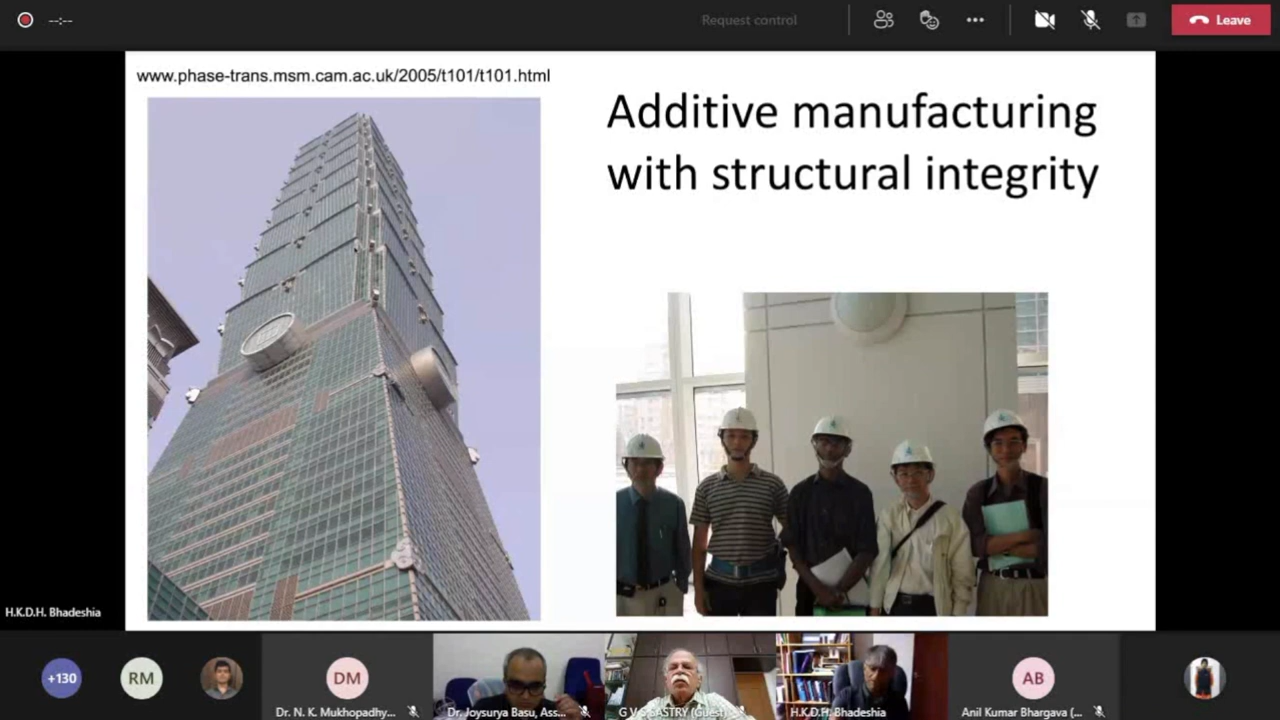 --:--
Request control
Leave
www.phase-trans.msm.cam.ac.uk/2005/t101/t101.html
Additive manufacturing
with structural integrity
H.K.D.H. Bhadeshia
+130
RM
DM
Dr. N. K. Mukhopadhy...
Dr. Joysurya Basu, Ass...
G V S SASTRY (Guest)
H.K.D.H. Bhadeshia
AB
Anil Kumar Bhargava (...